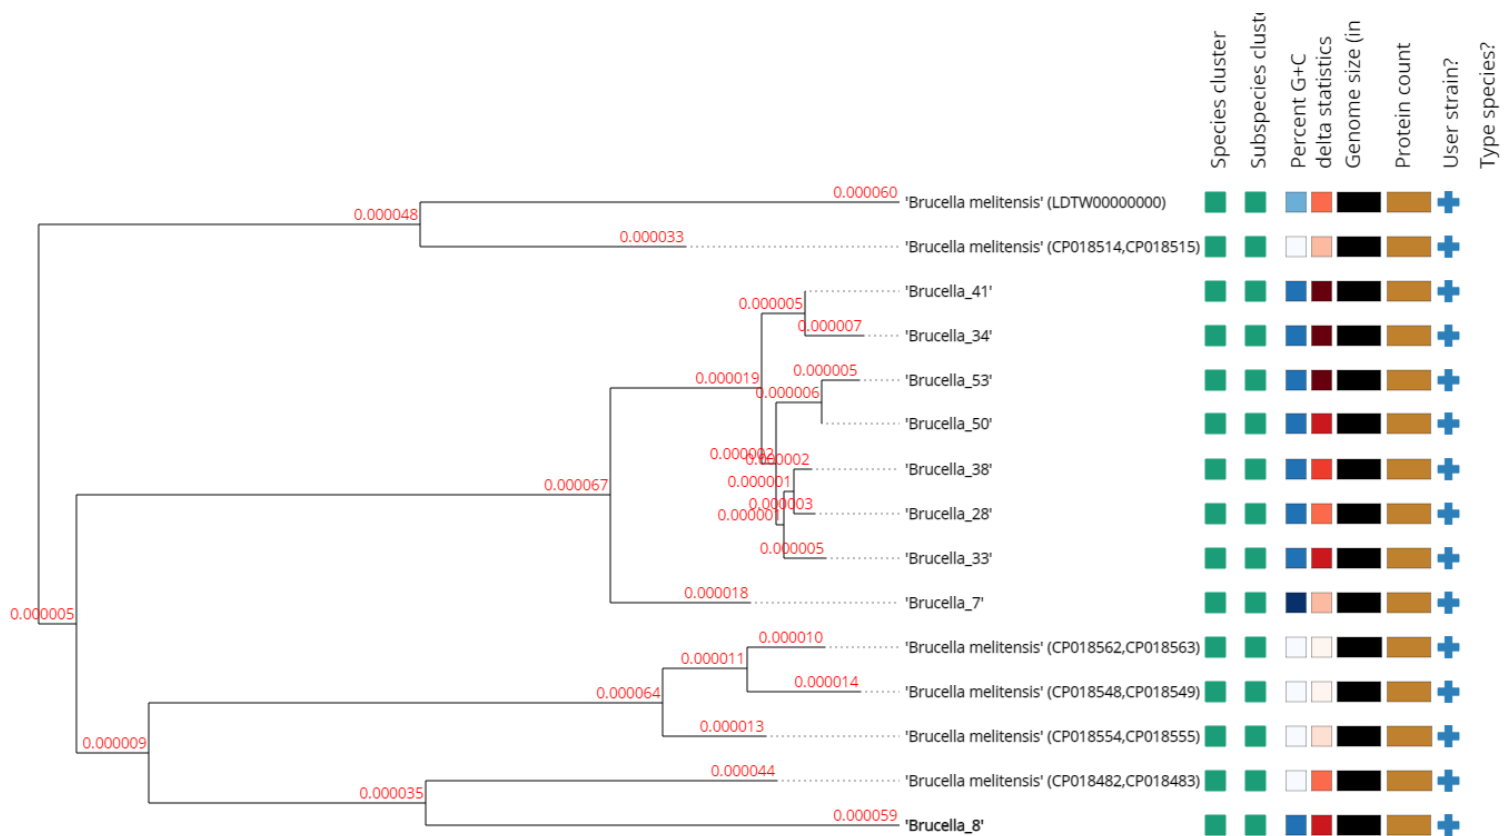 Species cluster
Subspecies clust
Percent G+C
delta statistics
Genome size (in
Protein count
User strain?
Type species?
0.000060
'Brucella melitensis' (LDTW00000000)
0.000048
0.000033
'Brucella melitensis' (CP018514,CP018515)
'Brucella_41'
0.000005
0.000007
'Brucella_34'
0.000005
0.000019
'Brucella_53'
0.000006
'Brucella_50'
0.000002
0.000002
'Brucella_38'
0.000001
0.000067
0.000003
'Brucella_28'
0.000001
0.000005
'Brucella_33'
0.000018
'Brucella_7'
0.000005
0.000010
'Brucella melitensis' (CP018562,CP018563)
0.000011
0.000014
'Brucella melitensis' (CP018548,CP018549)
0.000064
0.000013
'Brucella melitensis' (CP018554,CP018555)
0.000009
0.000044
'Brucella melitensis' (CP018482,CP018483)
0.000035
0.000059
'Brucella_8'